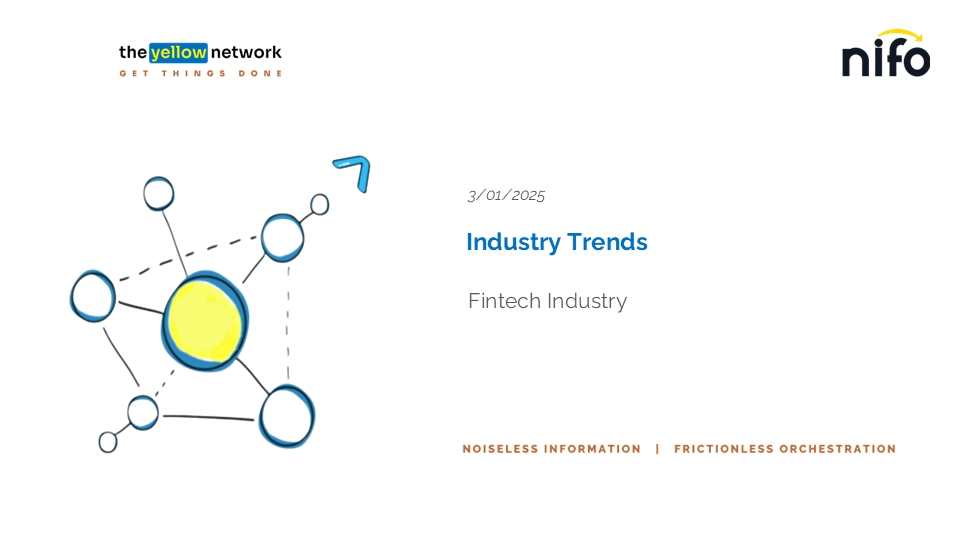 the yellow network
GET THINGS DONE
nifo
3/01/2025
Industry Trends
Fintech Industry
NOISELESS INFORMATION | FRICTIONLESS ORCHESTRATION